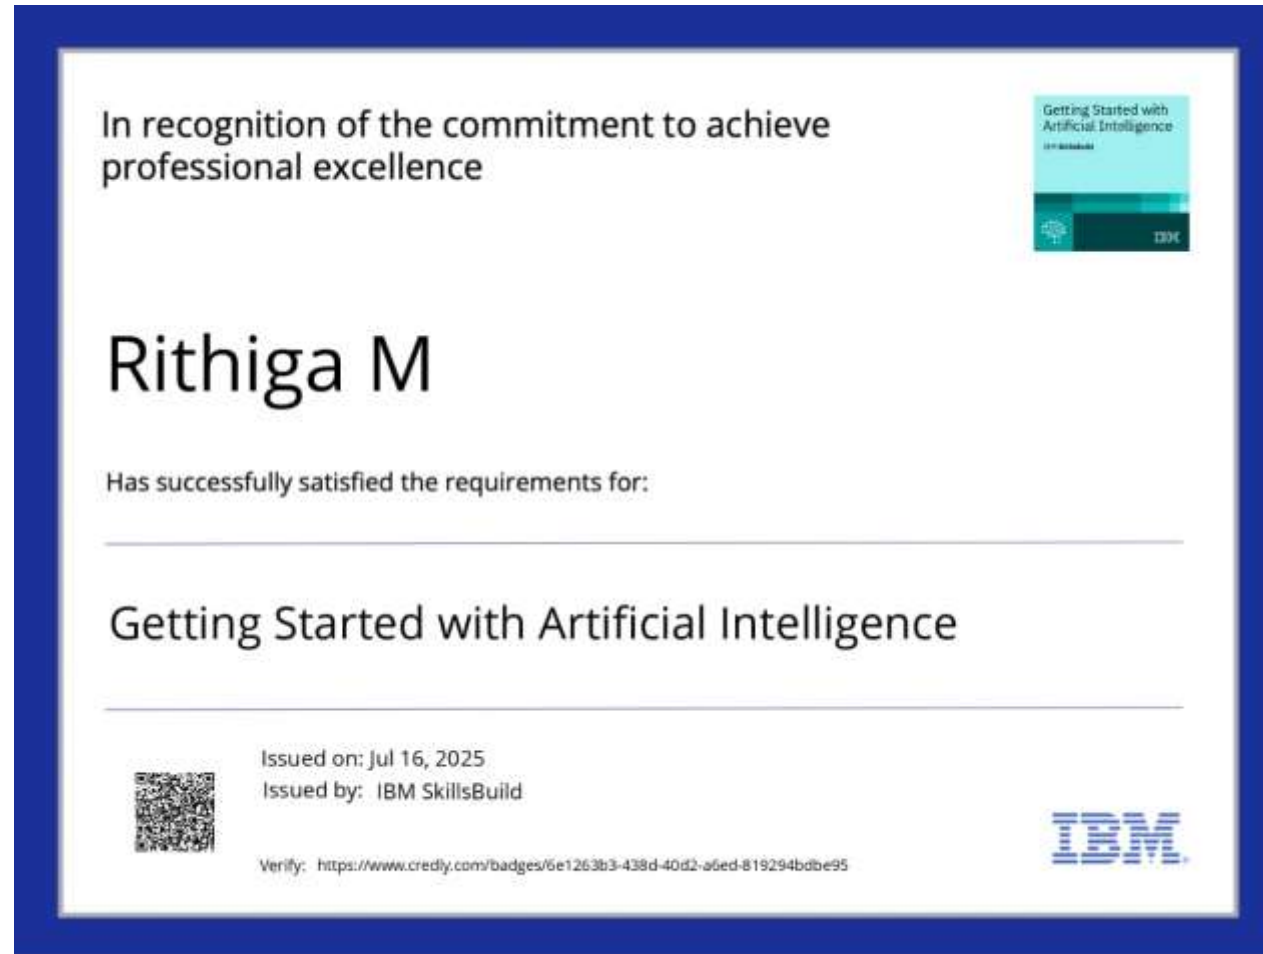 In recognition of the commitment to achieve
professional excellence
Getting Started with
Artificial Intelligence
IBM SkillsBuild
IBM
Rithiga M
Has successfully satisfied the requirements for:
Getting Started with Artificial Intelligence
Issued on: Jul 16, 2025
Issued by: IBM SkillsBuild
Verify: https://www.credly.com/badges/6e1263b3-438d-40d2-a6ed-819294bdbe95
IBM.